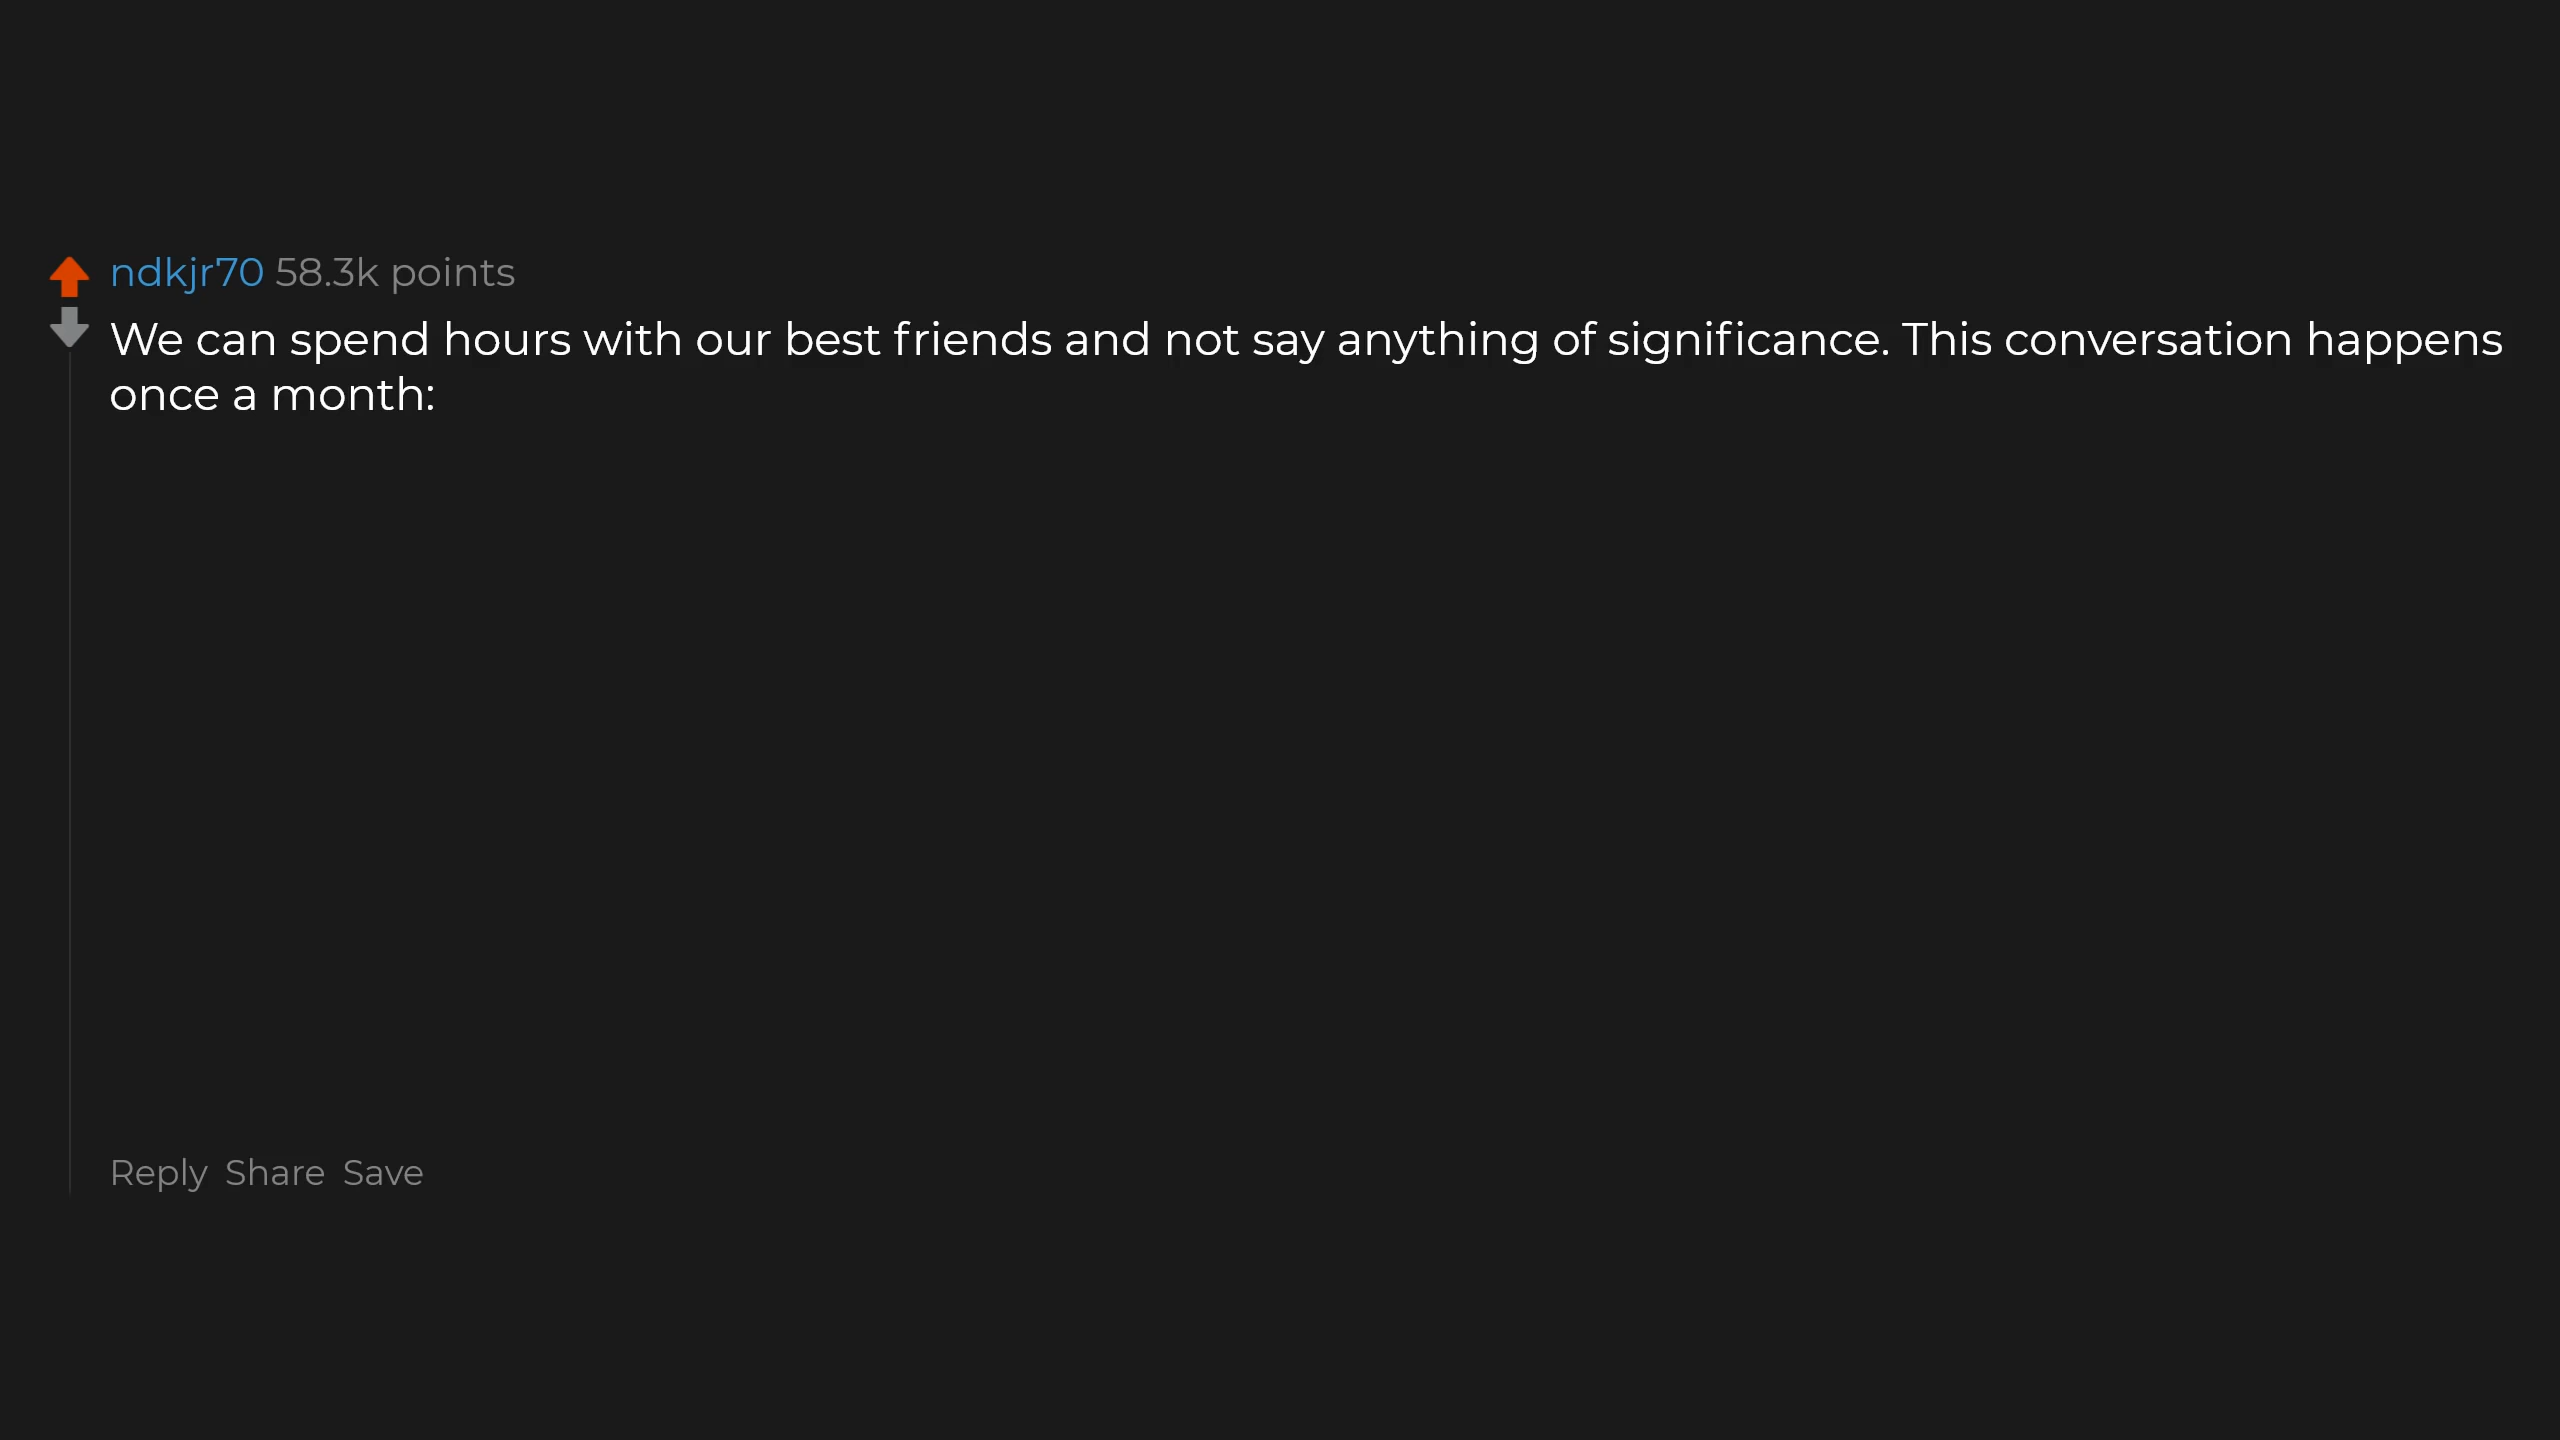 ndkjr70 58.3k points
We can spend hours with our best friends and not say anything of significance. This conversation happens
once a month:
Reply Share Save